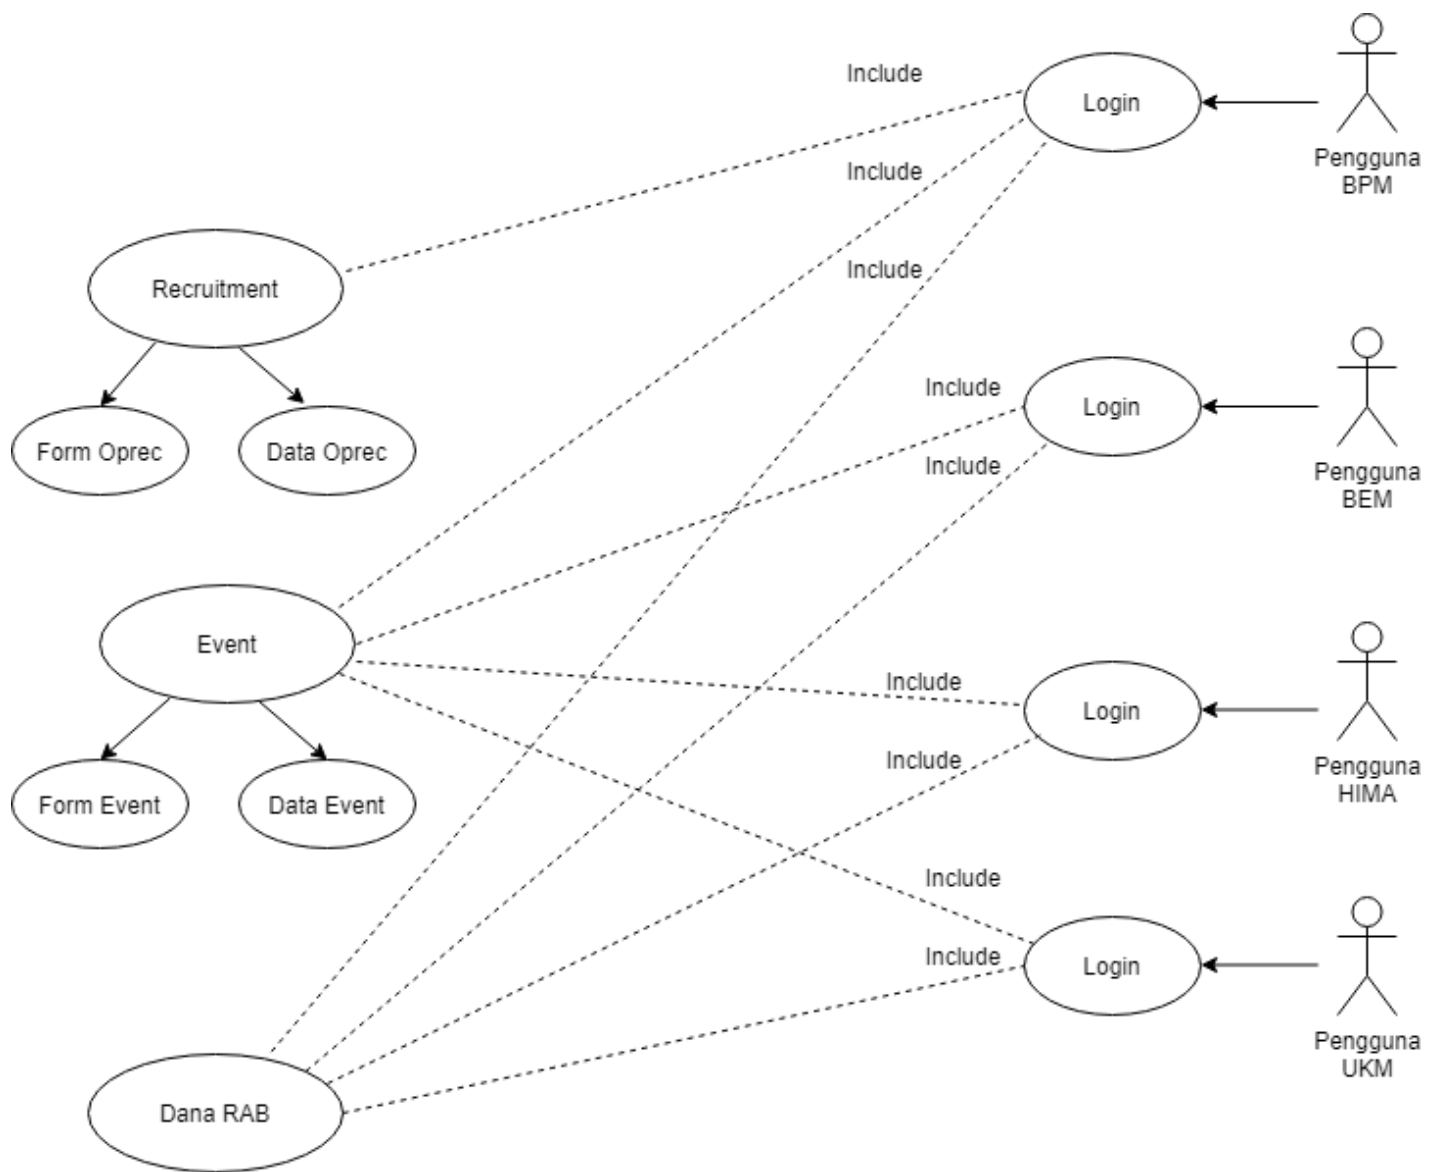 Include
Login
Pengguna
BPM
Include
Include
Recruitment
Form Oprec
Data Oprec
Include
Login
Include
Pengguna
BEM
Event
Include
Login
Include
Pengguna
HIMA
Form Event
Data Event
Include
Login
Include
Pengguna
UKM
Dana RAB